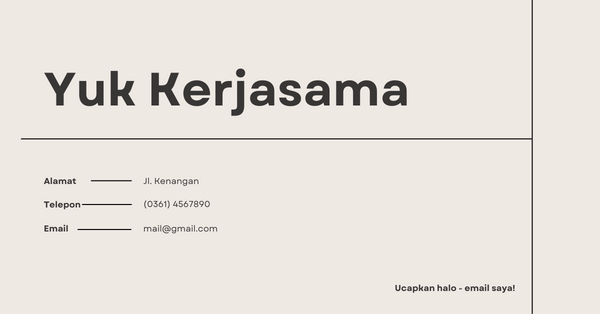 Yuk Kerjasama
Alamat Jl. Kenangan
Telepon (0361) 4567890
Email mail@gmail.com
Ucapkan halo - email saya!